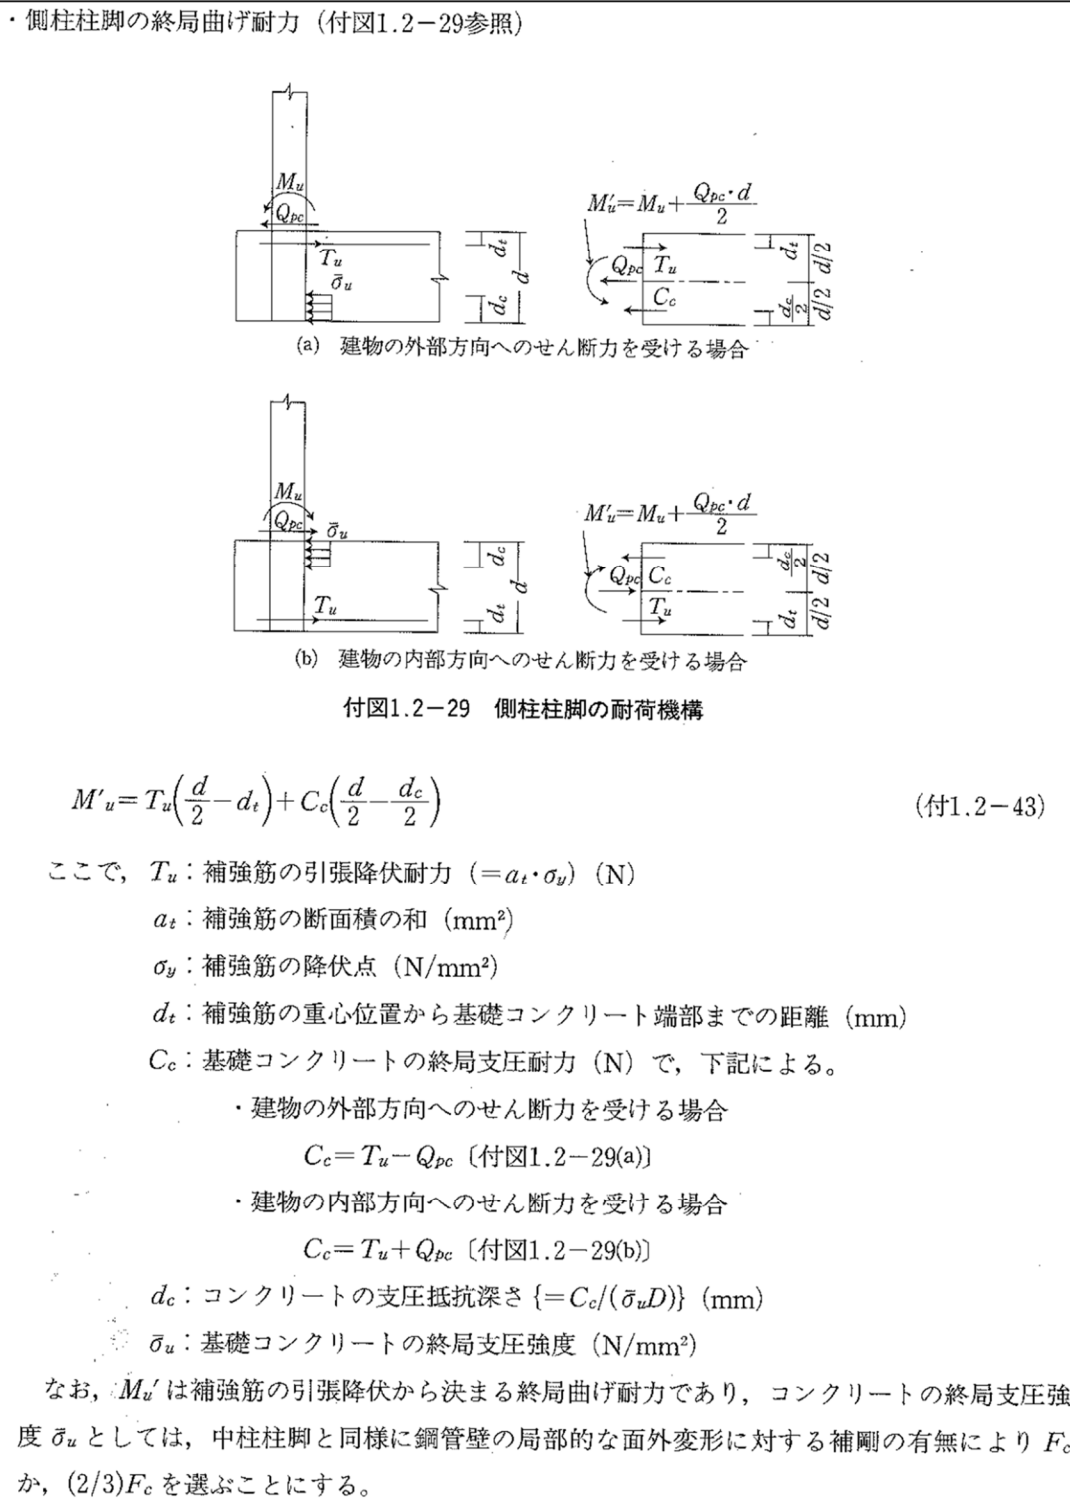 ・側柱柱脚の終局曲げ耐力（付図1.2－29参照）
Mu
Qpc
Tu
σ̄u
dt
d
dc
M'u=Mu+Qpc・d/2
Qpc
Tu
Cc
dt
d/2
dc/2
d/2
(a) 建物の外部方向へのせん断力を受ける場合
Mu
Qpc
σ̄u
Tu
dc
d
dt
M'u=Mu+Qpc・d/2
Qpc
Cc
Tu
dc/2
d/2
dt
d/2
(b) 建物の内部方向へのせん断力を受ける場合
付図1.2－29 側柱柱脚の耐荷機構
M'u=Tu(d/2－dt)+Cc(d/2－dc/2) (付1.2－43)
ここで，Tu：補強筋の引張降伏耐力（=at・σy）(N)
at：補強筋の断面積の和（mm²）
σy：補強筋の降伏点（N/mm²）
dt：補強筋の重心位置から基礎コンクリート端部までの距離（mm）
Cc：基礎コンクリートの終局支圧耐力（N）で，下記による。
・建物の外部方向へのせん断力を受ける場合
Cc=Tu－Qpc〔付図1.2－29(a)〕
・建物の内部方向へのせん断力を受ける場合
Cc=Tu+Qpc〔付図1.2－29(b)〕
dc：コンクリートの支圧抵抗深さ{=Cc/(σ̄uD)}（mm）
σ̄u：基礎コンクリートの終局支圧強度（N/mm²）
なお，Mu'は補強筋の引張降伏から決まる終局曲げ耐力であり，コンクリートの終局支圧強
度σ̄uとしては，中柱柱脚と同様に鋼管壁の局部的な面外変形に対する補剛の有無によりFc
か，(2/3)Fcを選ぶことにする。